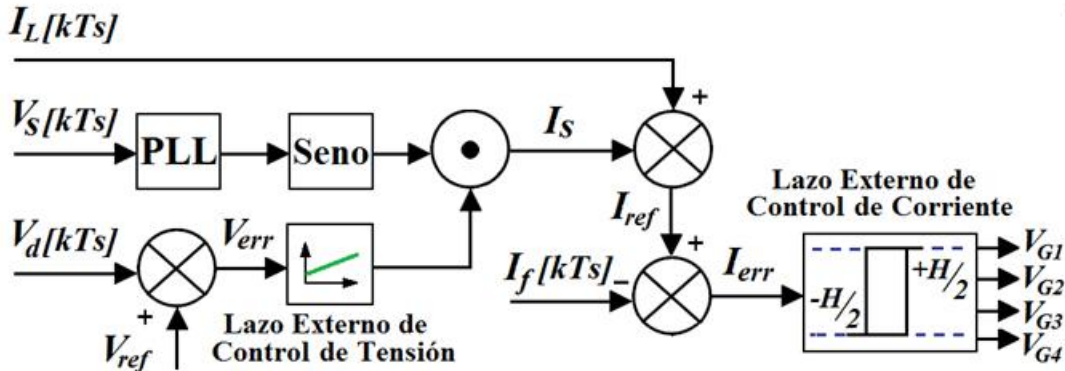 I_L[kTs]
+
V_S[kTs]
PLL
Seno
I_S
Lazo Externo de
Control de Corriente
I_ref
V_d[kTs]
V_err
+
I_f[kTs]
-
I_err
-H/2
+H/2
V_G1
V_G2
V_G3
V_G4
+
V_ref
Lazo Externo de
Control de Tensión